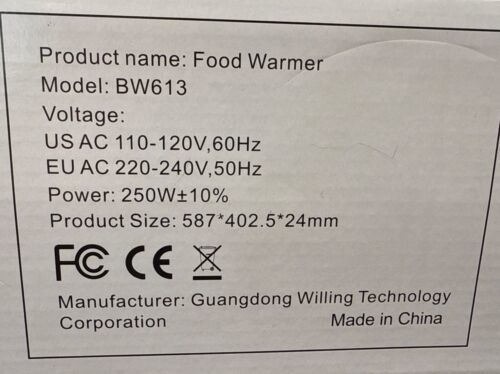 Product name: Food Warmer
Model: BW613
Voltage:
US AC 110-120V,60Hz
EU AC 220-240V,50Hz
Power: 250W±10%
Product Size: 587*402.5*24mm
FC CE
Manufacturer: Guangdong Willing Technology
Corporation Made in China